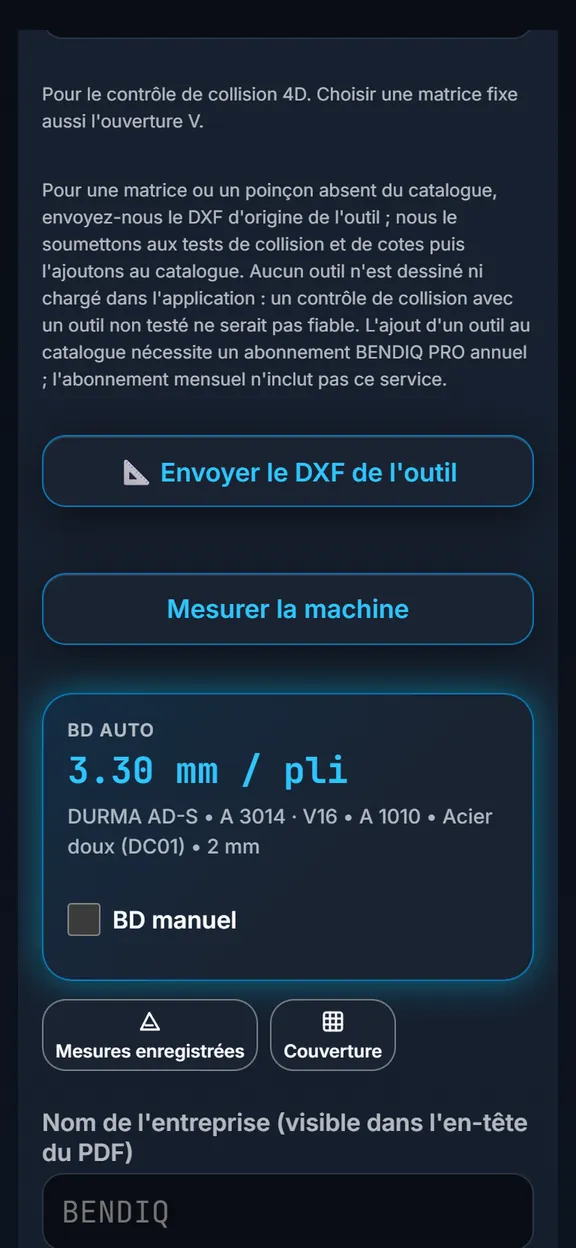 Pour le contrôle de collision 4D. Choisir une matrice fixe
aussi l'ouverture V.
Pour une matrice ou un poinçon absent du catalogue,
envoyez-nous le DXF d'origine de l'outil ; nous le
soumettons aux tests de collision et de cotes puis
l'ajoutons au catalogue. Aucun outil n'est dessiné ni
chargé dans l'application : un contrôle de collision avec
un outil non testé ne serait pas fiable. L'ajout d'un outil au
catalogue nécessite un abonnement BENDIQ PRO annuel
; l'abonnement mensuel n'inclut pas ce service.
Envoyer le DXF de l'outil
Mesurer la machine
BD AUTO
3.30 mm / pli
DURMA AD-S • A 3014 · V16 • A 1010 • Acier
doux (DC01) • 2 mm
BD manuel
Mesures enregistrées
Couverture
Nom de l'entreprise (visible dans l'en-tête
du PDF)
BENDIQ